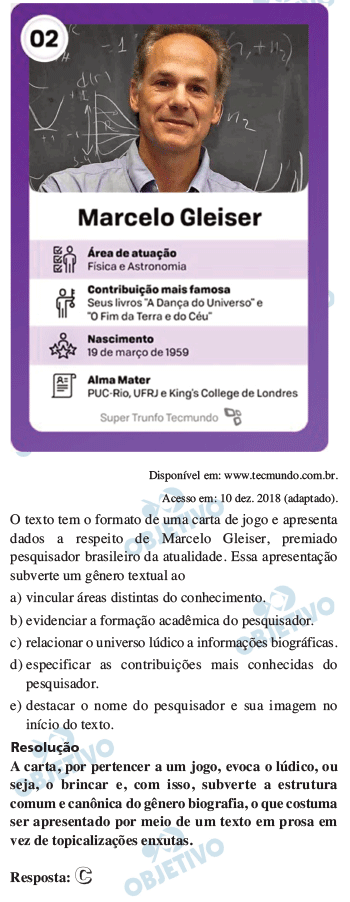 02
-1
d(r)
h, +H₂)
n₂
Marcelo Gleiser
Área de atuação
Física e Astronomia
Contribuição mais famosa
Seus livros "A Dança do Universo" e
"O Fim da Terra e do Céu"
Nascimento
19 de março de 1959
Alma Mater
PUC-Rio, UFRJ e King's College de Londres
Super Trunfo Tecmundo
Disponível em: www.tecmundo.com.br.
Acesso em: 10 dez. 2018 (adaptado).
O texto tem o formato de uma carta de jogo e apresenta
dados a respeito de Marcelo Gleiser, premiado
pesquisador brasileiro da atualidade. Essa apresentação
subverte um gênero textual ao
a) vincular áreas distintas do conhecimento.
b) evidenciar a formação acadêmica do pesquisador.
c) relacionar o universo lúdico a informações biográficas.
d) especificar as contribuições mais conhecidas do
pesquisador.
e) destacar o nome do pesquisador e sua imagem no
início do texto.
Resolução
A carta, por pertencer a um jogo, evoca o lúdico, ou
seja, o brincar e, com isso, subverte a estrutura
comum e canônica do gênero biografia, o que costuma
ser apresentado por meio de um texto em prosa em
vez de topicalizações enxutas.
Resposta: C
OBJETIVO